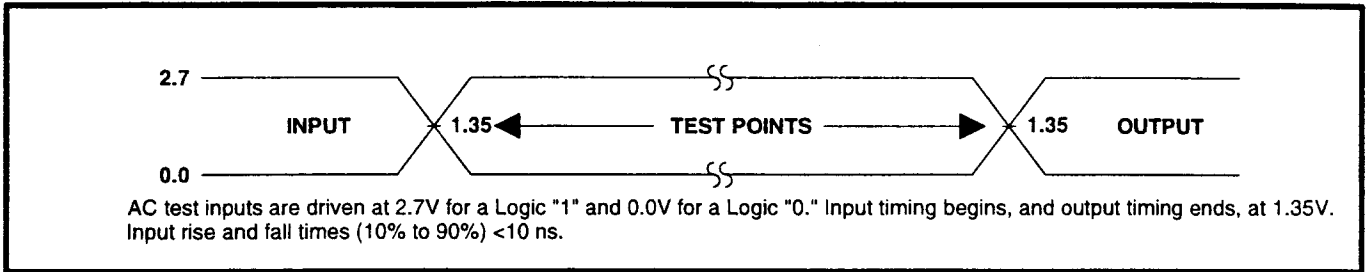 2.7
INPUT 1.35 TEST POINTS 1.35 OUTPUT
0.0
AC test inputs are driven at 2.7V for a Logic "1" and 0.0V for a Logic "0." Input timing begins, and output timing ends, at 1.35V.
Input rise and fall times (10% to 90%) <10 ns.